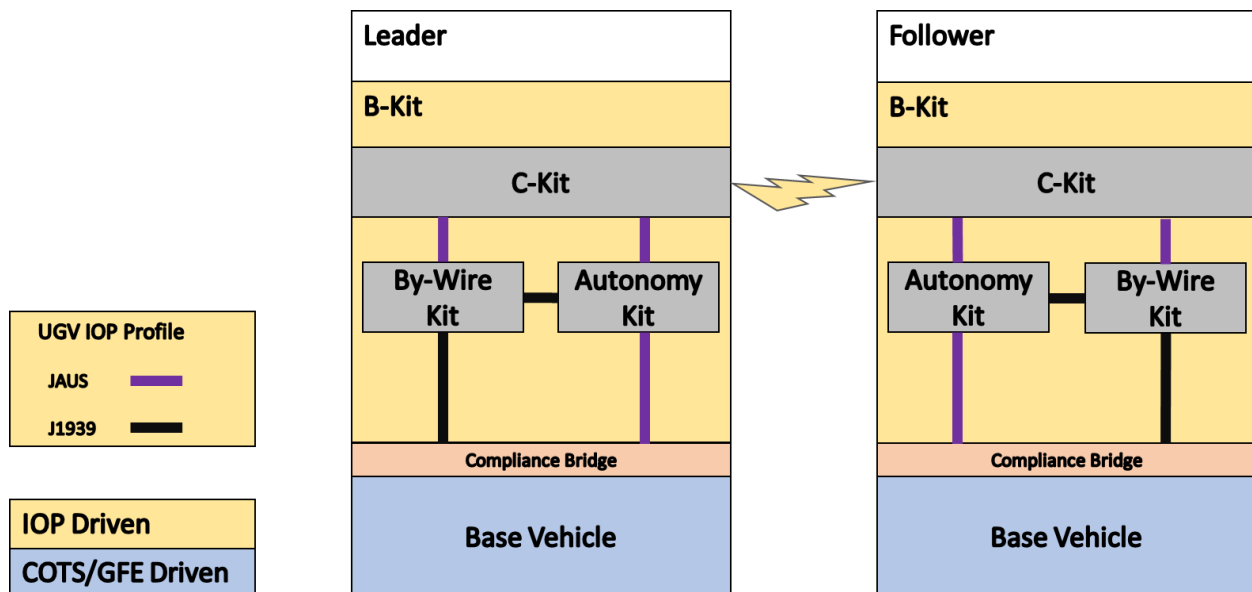 Leader
B-Kit
C-Kit
By-Wire
Kit
Autonomy
Kit
Compliance Bridge
Base Vehicle
Follower
B-Kit
C-Kit
Autonomy
Kit
By-Wire
Kit
Compliance Bridge
Base Vehicle
UGV IOP Profile
JAUS
J1939
IOP Driven
COTS/GFE Driven